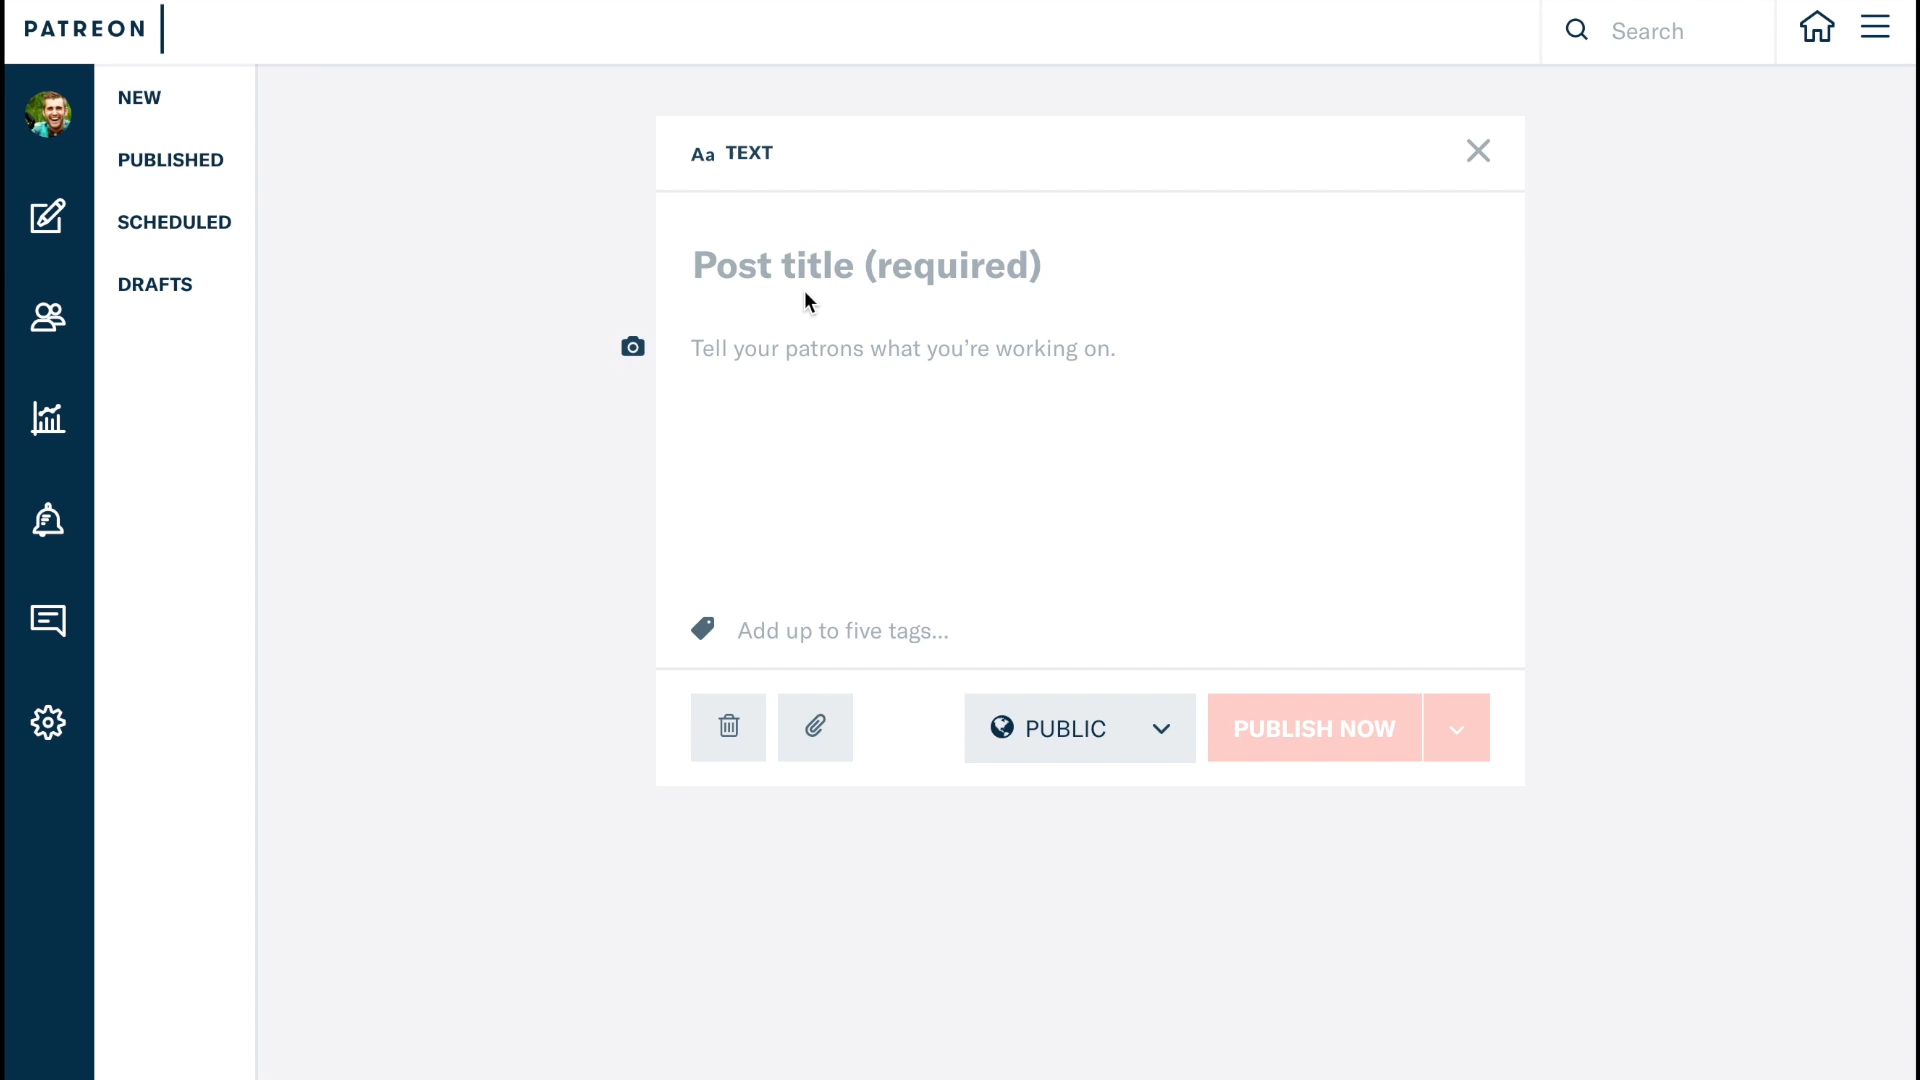 PATREON
Search
NEW
PUBLISHED
SCHEDULED
DRAFTS
Aa TEXT
Post title (required)
Tell your patrons what you’re working on.
Add up to five tags...
PUBLIC
PUBLISH NOW